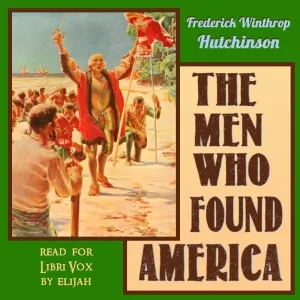 Frederick Winthrop
Hutchinson
THE
MEN
WHO
FOUND
AMERICA
READ FOR
LIBRI VOX
BY ELIJAH